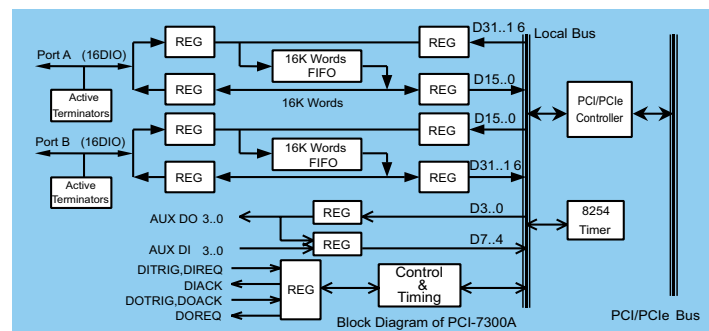 REG
REG
D31..1 6
Local Bus
Port A (16DIO)
16K Words
FIFO
REG
REG
D15..0
Active
Terminators
16K Words
PCI/PCIe
Controller
REG
REG
D15..0
Port B (16DIO)
16K Words
FIFO
REG
REG
D31..1 6
Active
Terminators
AUX DO 3..0
REG
D3..0
8254
Timer
AUX DI 3..0
REG
D7..4
DITRIG,DIREQ
DIACK
DOTRIG,DOACK
DOREQ
REG
Control
&
Timing
Block Diagram of PCI-7300A
PCI/PCIe Bus